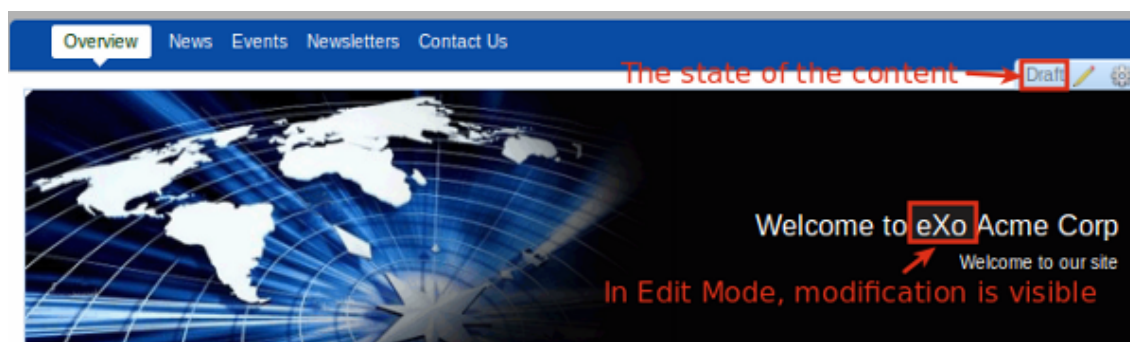 Overview News Events Newsletters Contact Us
The state of the content Draft
Welcome to eXo Acme Corp
Welcome to our site
In Edit Mode, modification is visible